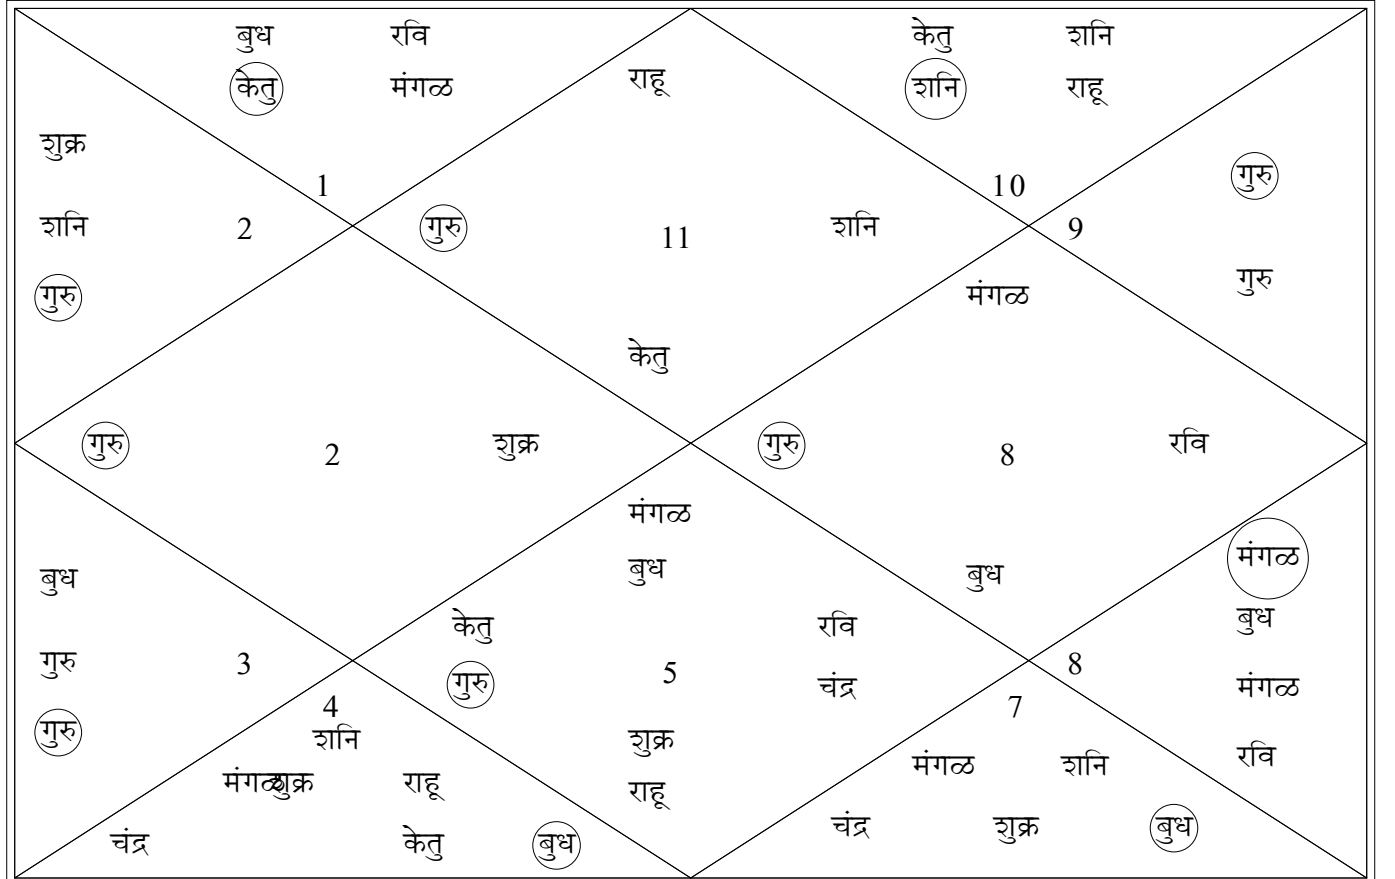 बुध रवि
केतु मंगळ
राहू
केतु शनि
शनि राहू
शुक्र
1
10
गुरु
शनि 2
गुरु
11
शनि
9
गुरु
मंगळ
गुरु
केतु
गुरु 2 शुक्र
गुरु 8 रवि
मंगळ
बुध
बुध
मंगळ
बुध
केतु
रवि
बुध
गुरु 3
गुरु
5
चंद्र
8
मंगळ
4
7
गुरु
शनि
शुक्र
रवि
मंगळ शुक्र राहू
राहू
मंगळ शनि
चंद्र केतु बुध
चंद्र शुक्र बुध